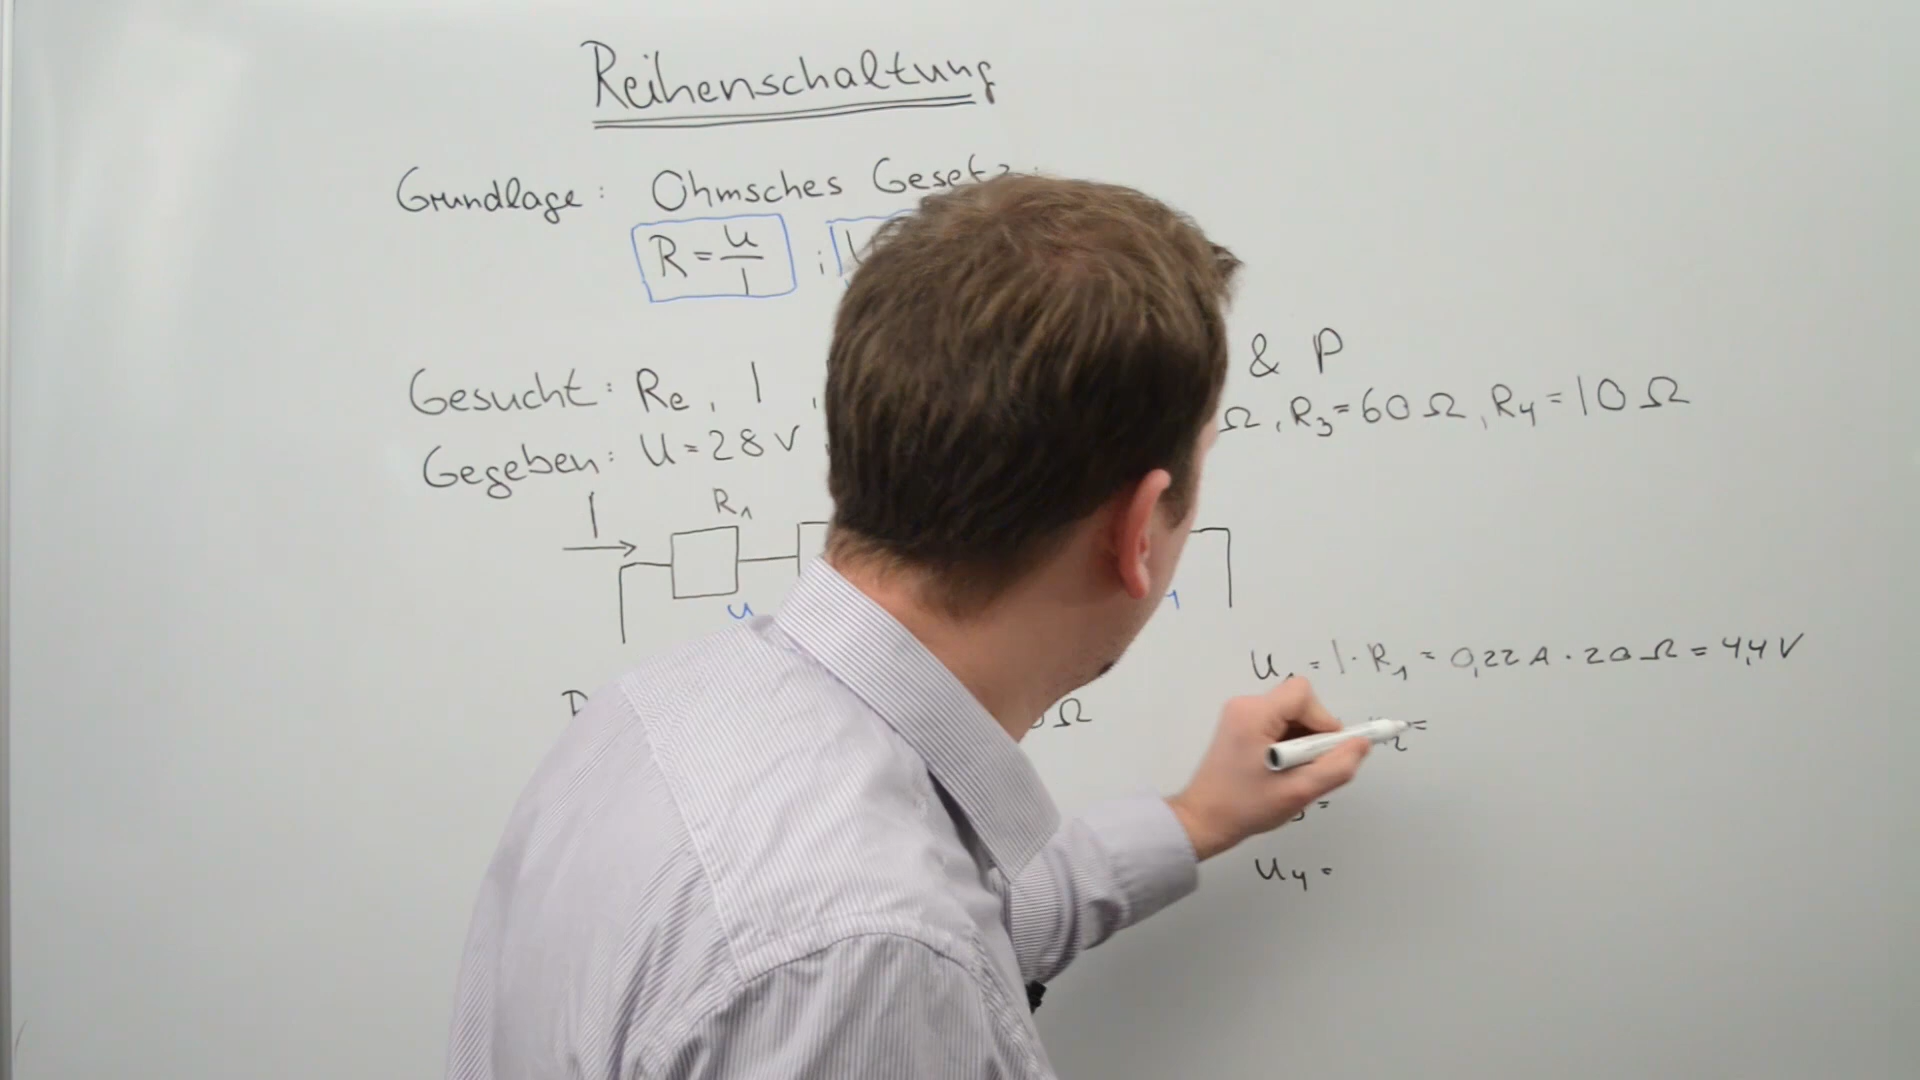 Reihenschaltung
Grundlage: Ohmsches Gesetz:
R = U/I ;
Gesucht: Re, I , & P
Gegeben: U = 28 V Ω, R3 = 60 Ω, R4 = 10 Ω
I
R1
U1 = I · R1 = 0,22 A · 20 Ω = 4,4 V
Ω
R2 =
=
U4 =